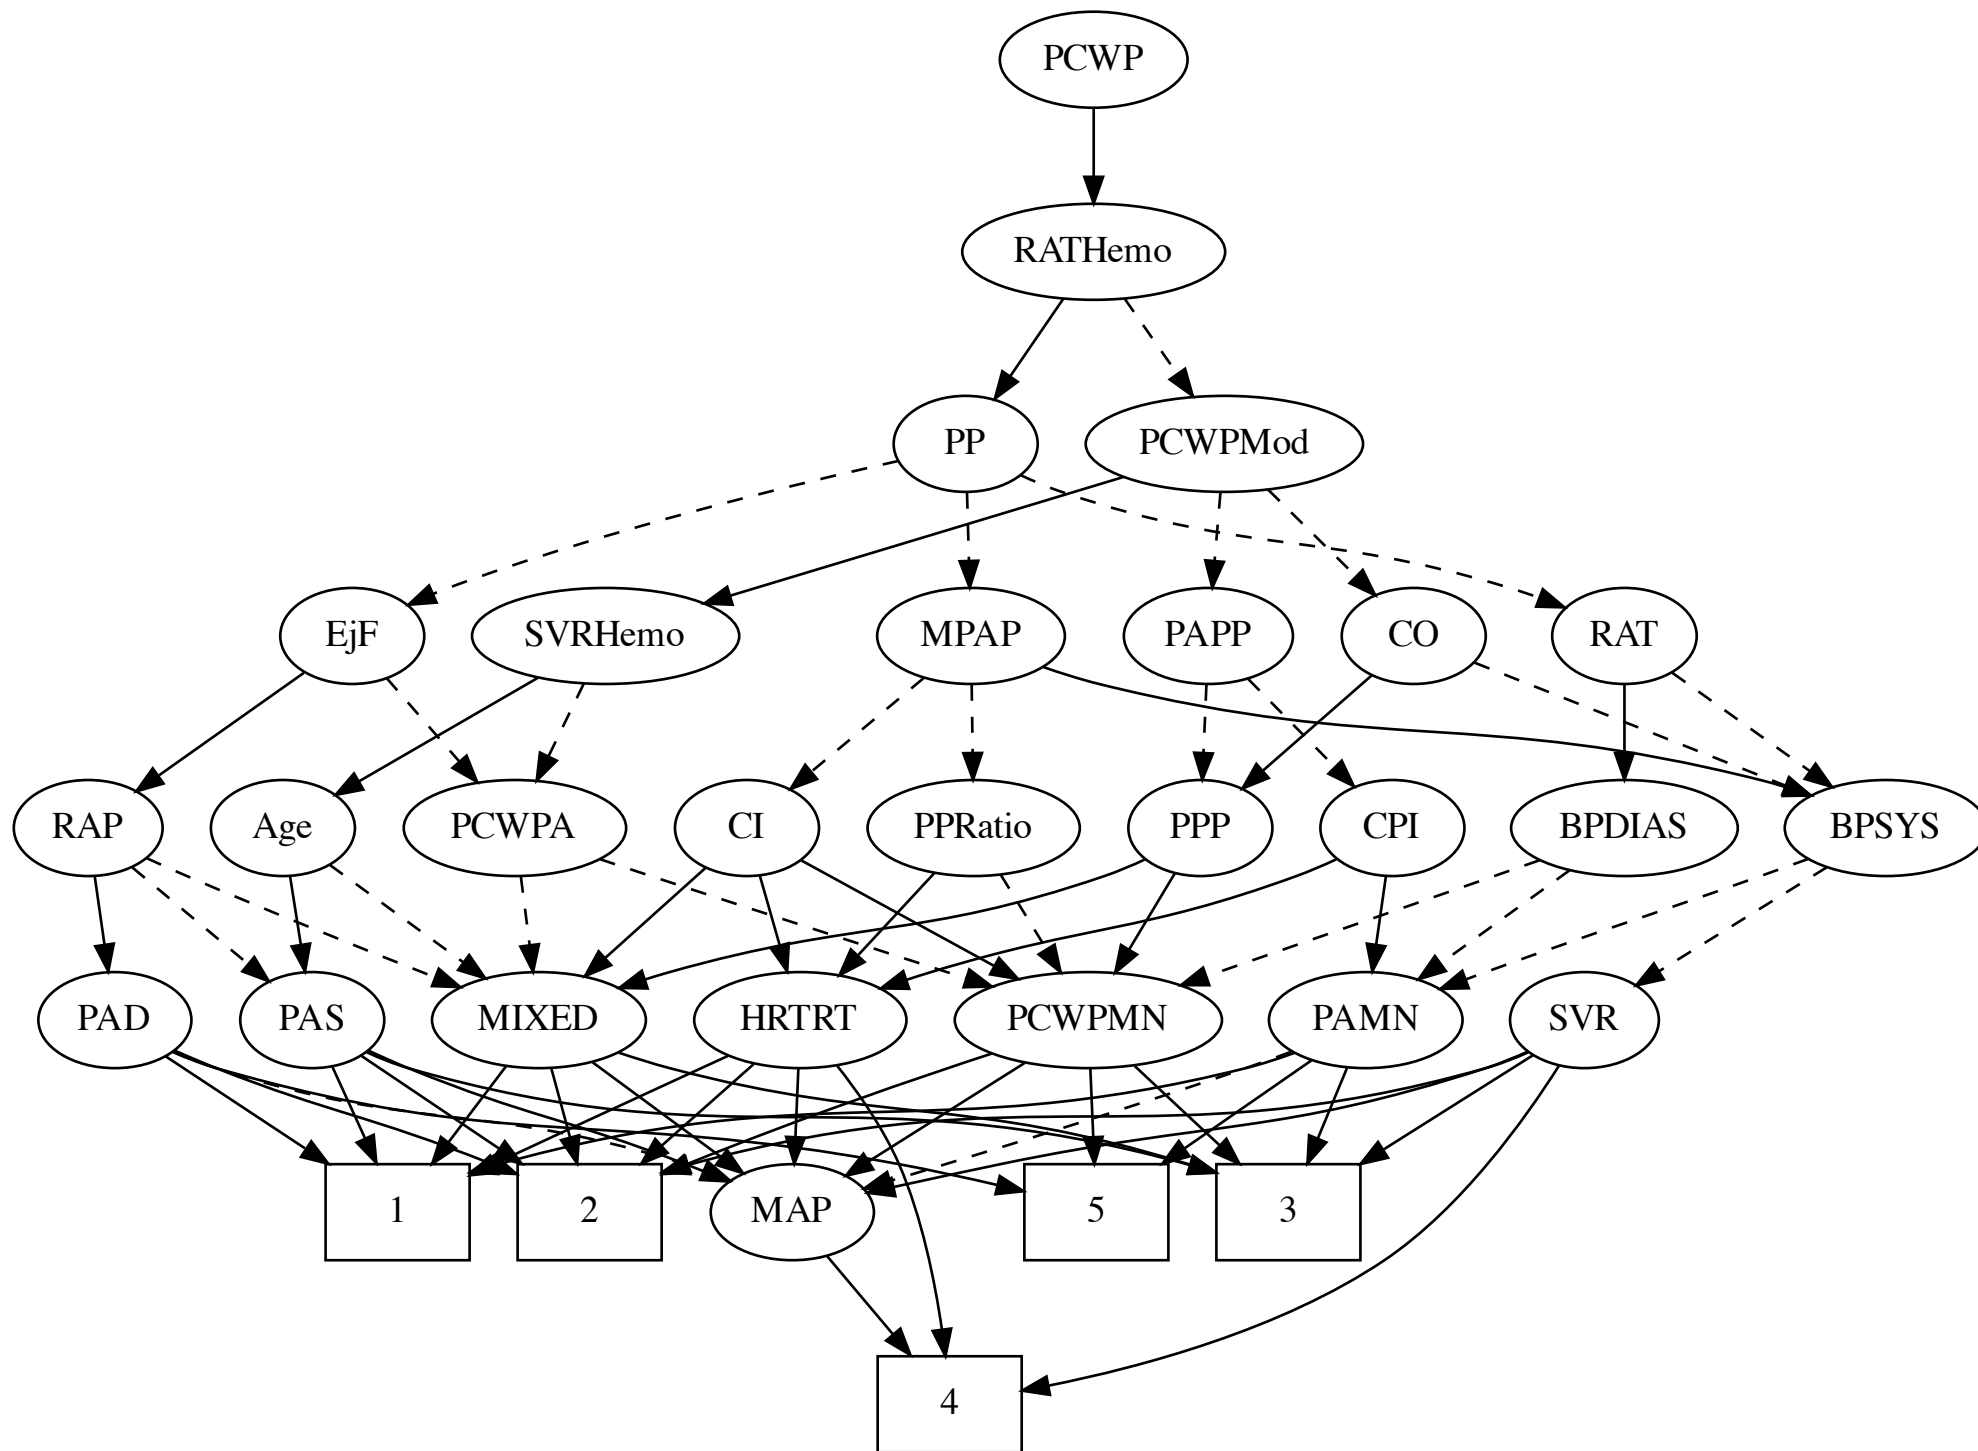 PCWP
RATHemo
PP
PCWPMod
EjF
SVRHemo
MPAP
PAPP
CO
RAT
RAP
Age
PCWPA
CI
PPRatio
PPP
CPI
BPDIAS
BPSYS
PAD
PAS
MIXED
HRTRT
PCWPMN
PAMN
SVR
1
2
MAP
5
3
4